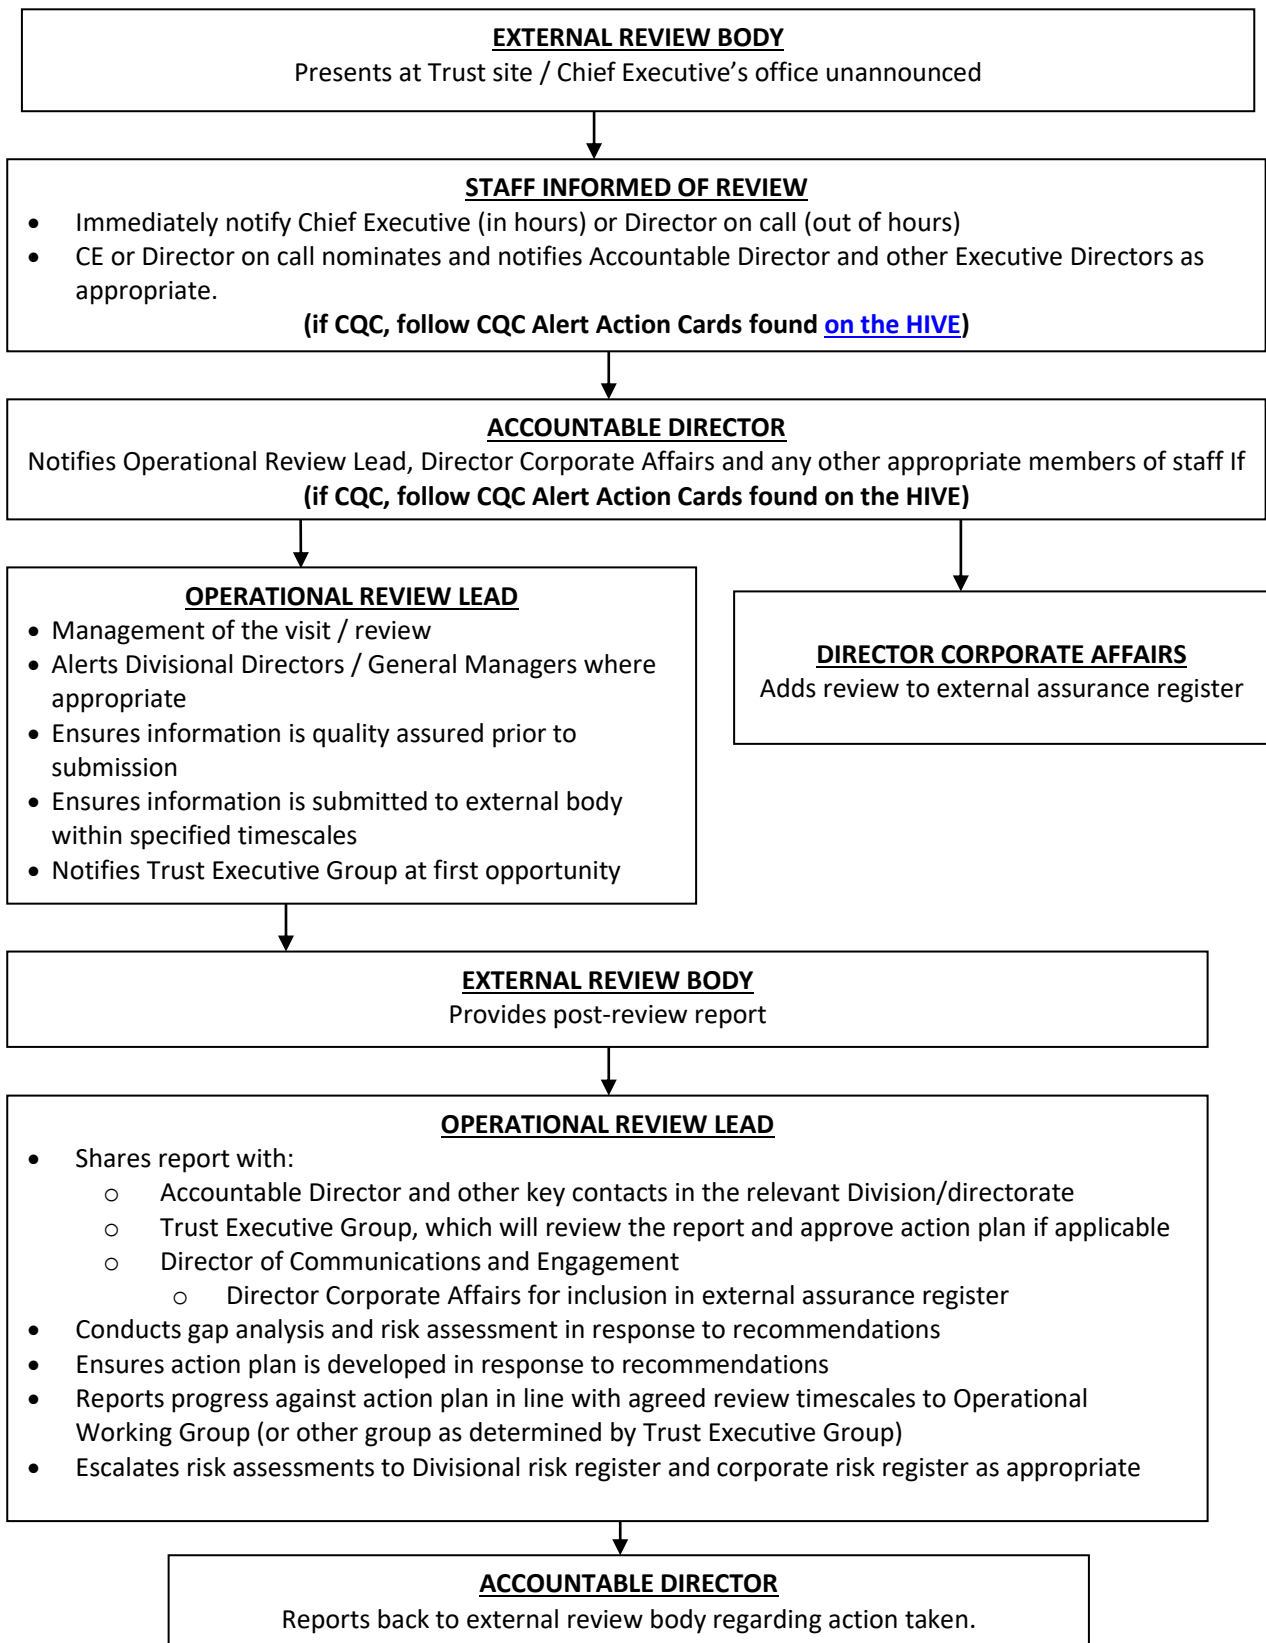 EXTERNAL REVIEW BODY
Presents at Trust site / Chief Executive’s office unannounced
STAFF INFORMED OF REVIEW
• Immediately notify Chief Executive (in hours) or Director on call (out of hours)
• CE or Director on call nominates and notifies Accountable Director and other Executive Directors as
appropriate.
(if CQC, follow CQC Alert Action Cards found on the HIVE)
ACCOUNTABLE DIRECTOR
Notifies Operational Review Lead, Director Corporate Affairs and any other appropriate members of staff If
(if CQC, follow CQC Alert Action Cards found on the HIVE)
OPERATIONAL REVIEW LEAD
• Management of the visit / review
• Alerts Divisional Directors / General Managers where
appropriate
• Ensures information is quality assured prior to
submission
• Ensures information is submitted to external body
within specified timescales
• Notifies Trust Executive Group at first opportunity
DIRECTOR CORPORATE AFFAIRS
Adds review to external assurance register
EXTERNAL REVIEW BODY
Provides post-review report
OPERATIONAL REVIEW LEAD
• Shares report with:
o Accountable Director and other key contacts in the relevant Division/directorate
o Trust Executive Group, which will review the report and approve action plan if applicable
o Director of Communications and Engagement
o Director Corporate Affairs for inclusion in external assurance register
• Conducts gap analysis and risk assessment in response to recommendations
• Ensures action plan is developed in response to recommendations
• Reports progress against action plan in line with agreed review timescales to Operational
Working Group (or other group as determined by Trust Executive Group)
• Escalates risk assessments to Divisional risk register and corporate risk register as appropriate
ACCOUNTABLE DIRECTOR
Reports back to external review body regarding action taken.